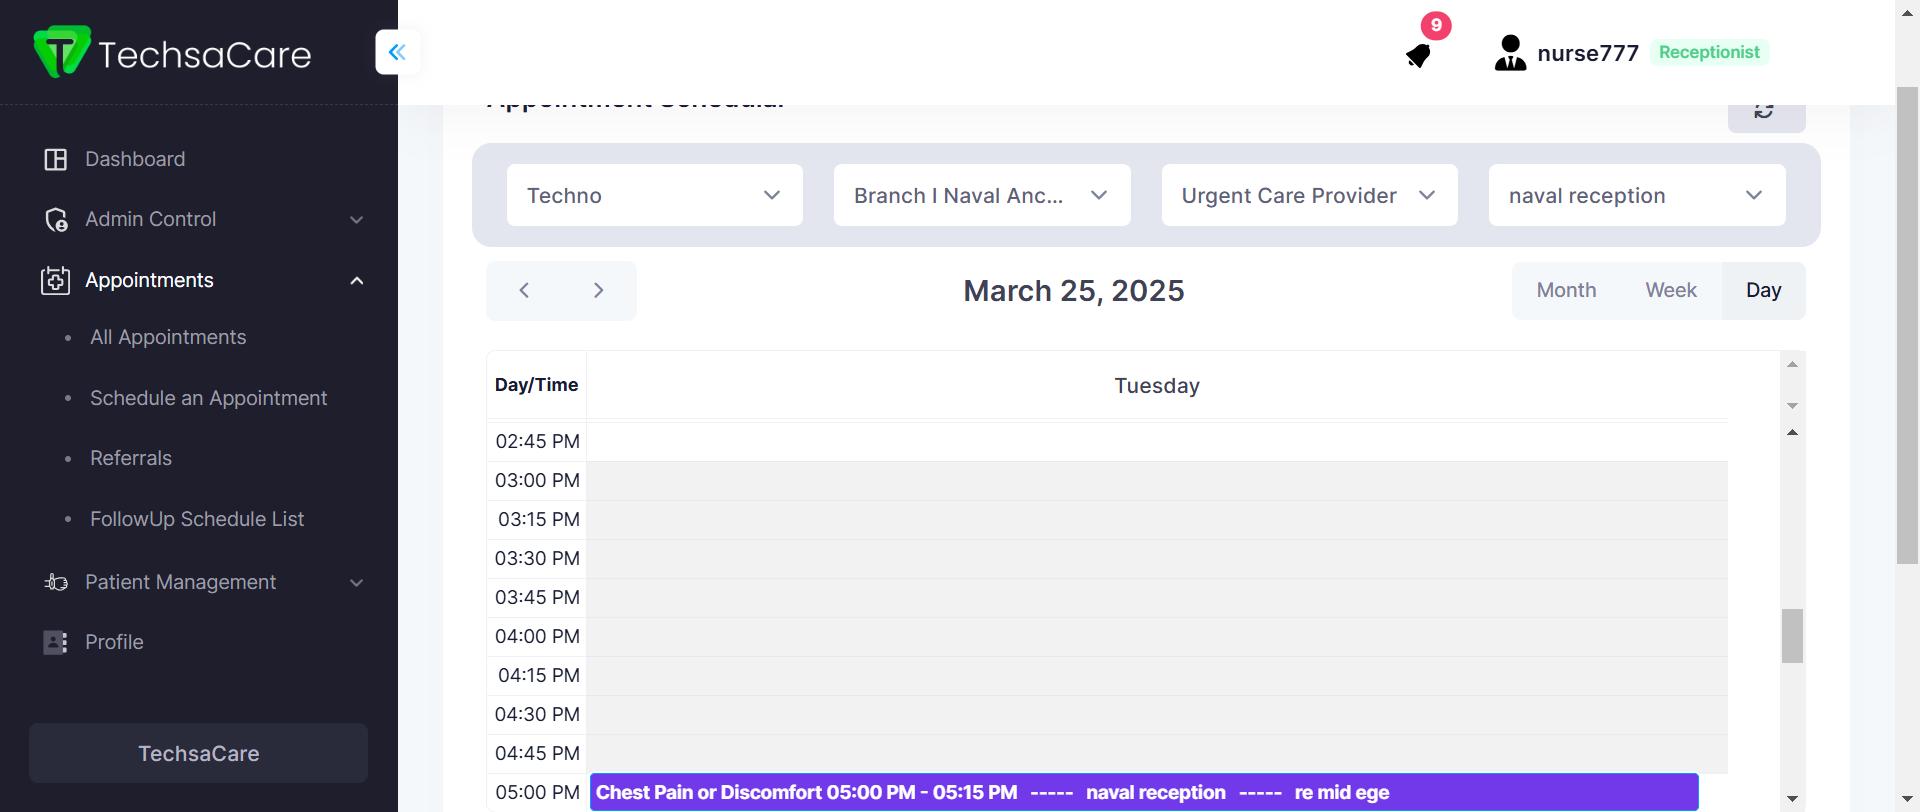 TechsaCare
9
nurse777 Receptionist
Appointment Schedular
Dashboard
Admin Control
Appointments
All Appointments
Schedule an Appointment
Referrals
FollowUp Schedule List
Patient Management
Profile
TechsaCare
Techno
Branch I Naval Anc...
Urgent Care Provider
naval reception
March 25, 2025
Month Week Day
Day/Time Tuesday
02:45 PM
03:00 PM
03:15 PM
03:30 PM
03:45 PM
04:00 PM
04:15 PM
04:30 PM
04:45 PM
05:00 PM Chest Pain or Discomfort 05:00 PM - 05:15 PM ----- naval reception ----- re mid ege